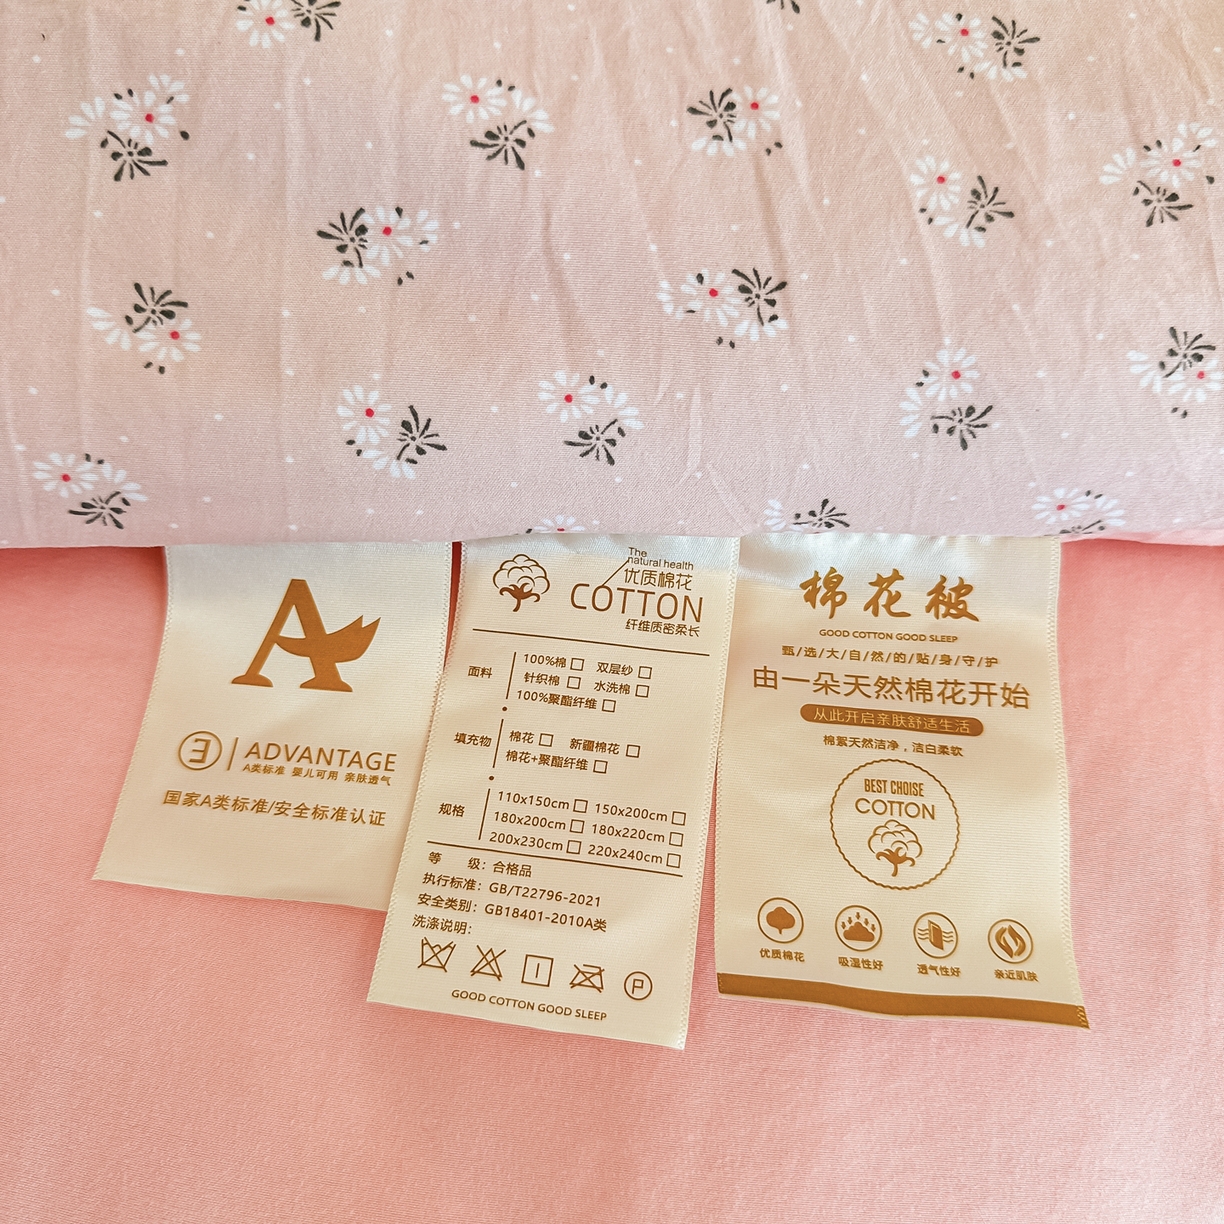 A
ADVANTAGE
A类标准 婴儿可用 亲肤透气
国家A类标准/安全标准认证
The
natural health
优质棉花
COTTON
纤维质密柔长
面料
100%棉 □ 双层纱 □
针织棉 □ 水洗棉 □
100%聚酯纤维 □
填充物
棉花 □ 新疆棉花 □
棉花+聚酯纤维 □
规格
110x150cm □ 150x200cm □
180x200cm □ 180x220cm □
200x230cm □ 220x240cm □
等 级: 合格品
执行标准: GB/T22796-2021
安全类别: GB18401-2010A类
洗涤说明:
P
GOOD COTTON GOOD SLEEP
棉花被
GOOD COTTON GOOD SLEEP
甄/选/大/自/然/的/贴/身/守/护
由一朵天然棉花开始
从此开启亲肤舒适生活
棉絮天然洁净，洁白柔软
BEST CHOISE
COTTON
优质棉花 吸湿性好 透气性好 亲近肌肤